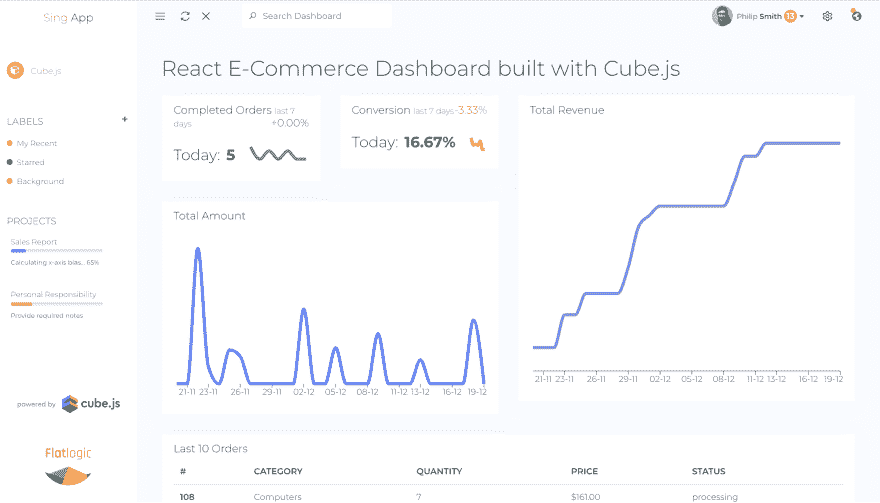 Sing App
Search Dashboard
Philip Smith 13
Cube.js
LABELS +
My Recent
Starred
Background
PROJECTS
Sales Report
Calculating x-axis bias... 65%
Personal Responsibility
Provide required notes
powered by cube.js
Flatlogic
React E-Commerce Dashboard built with Cube.js
Completed Orders last 7
days +0.00%
Today: 5
Conversion last 7 days -3.33%
Today: 16.67%
Total Revenue
21-11 23-11 26-11 29-11 02-12 05-12 08-12 11-12 13-12 16-12 19-12
Total Amount
21-11 23-11 26-11 29-11 02-12 05-12 08-12 11-12 13-12 16-12 19-12
Last 10 Orders
# CATEGORY QUANTITY PRICE STATUS
108 Computers 7 $161.00 processing